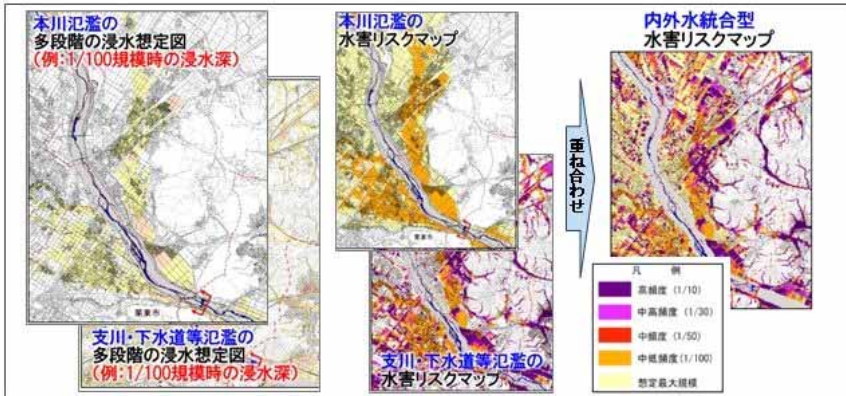 本川氾濫の
多段階の浸水想定図
(例:1/100規模時の浸水深)
栗東市
支川・下水道等氾濫の
多段階の浸水想定図
(例:1/100規模時の浸水深)
本川氾濫の
水害リスクマップ
栗東市
支川・下水道等氾濫の
水害リスクマップ
重ね合わせ
内外水統合型
水害リスクマップ
凡 例
高頻度 (1/10)
中高頻度 (1/30)
中頻度 (1/50)
中低頻度(1/100)
想定最大規模